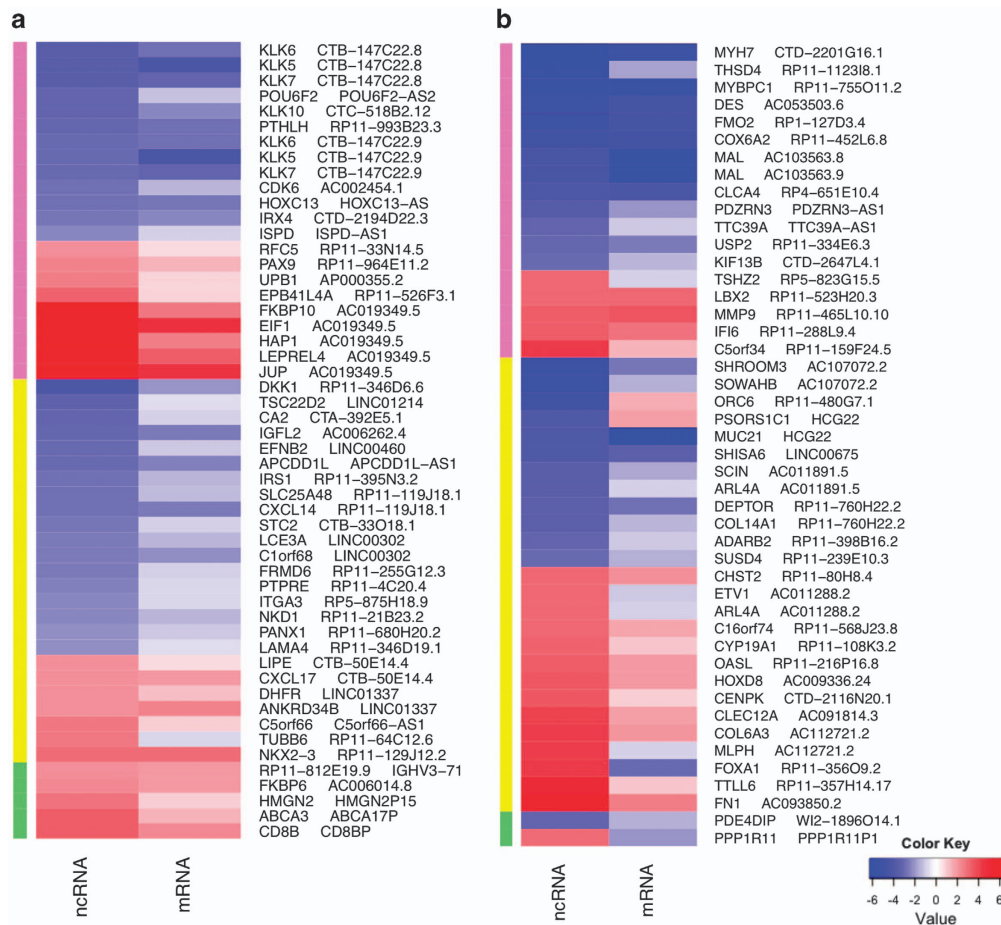 a
KLK6 CTB-147C22.8
KLK5 CTB-147C22.8
KLK7 CTB-147C22.8
POU6F2 POU6F2-AS2
KLK10 CTC-518B2.12
PTHLH RP11-993B23.3
KLK6 CTB-147C22.9
KLK5 CTB-147C22.9
KLK7 CTB-147C22.9
CDK6 AC002454.1
HOXC13 HOXC13-AS
IRX4 CTD-2194D22.3
ISPD ISPD-AS1
RFC5 RP11-33N14.5
PAX9 RP11-964E11.2
UPB1 AP000355.2
EPB41L4A RP11-526F3.1
FKBP10 AC019349.5
EIF1 AC019349.5
HAP1 AC019349.5
LEPREL4 AC019349.5
JUP AC019349.5
DKK1 RP11-346D6.6
TSC22D2 LINC01214
CA2 CTA-392E5.1
IGFL2 AC006262.4
EFNB2 LINC00460
APCDD1L APCDD1L-AS1
IRS1 RP11-395N3.2
SLC25A48 RP11-119J18.1
CXCL14 RP11-119J18.1
STC2 CTB-33O18.1
LCE3A LINC00302
C1orf68 LINC00302
FRMD6 RP11-255G12.3
PTPRE RP11-4C20.4
ITGA3 RP5-875H18.9
NKD1 RP11-21B23.2
PANX1 RP11-680H20.2
LAMA4 RP11-346D19.1
LIPE CTB-50E14.4
CXCL17 CTB-50E14.4
DHFR LINC01337
ANKRD34B LINC01337
C5orf66 C5orf66-AS1
TUBB6 RP11-64C12.6
NKX2-3 RP11-129J12.2
RP11-812E19.9 IGHV3-71
FKBP6 AC006014.8
HMGN2 HMGN2P15
ABCA3 ABCA17P
CD8B CD8BP
ncRNA
mRNA
b
MYH7 CTD-2201G16.1
THSD4 RP11-1123I8.1
MYBPC1 RP11-755O11.2
DES AC053503.6
FMO2 RP1-127D3.4
COX6A2 RP11-452L6.8
MAL AC103563.8
MAL AC103563.9
CLCA4 RP4-651E10.4
PDZRN3 PDZRN3-AS1
TTC39A TTC39A-AS1
USP2 RP11-334E6.3
KIF13B CTD-2647L4.1
TSHZ2 RP5-823G15.5
LBX2 RP11-523H20.3
MMP9 RP11-465L10.10
IFI6 RP11-288L9.4
C5orf34 RP11-159F24.5
SHROOM3 AC107072.2
SOWAHB AC107072.2
ORC6 RP11-480G7.1
PSORS1C1 HCG22
MUC21 HCG22
SHISA6 LINC00675
SCIN AC011891.5
ARL4A AC011891.5
DEPTOR RP11-760H22.2
COL14A1 RP11-760H22.2
ADARB2 RP11-398B16.2
SUSD4 RP11-239E10.3
CHST2 RP11-80H8.4
ETV1 AC011288.2
ARL4A AC011288.2
C16orf74 RP11-568J23.8
CYP19A1 RP11-108K3.2
OASL RP11-216P16.8
HOXD8 AC009336.24
CENPK CTD-2116N20.1
CLEC12A AC091814.3
COL6A3 AC112721.2
MLPH AC112721.2
FOXA1 RP11-356O9.2
TTLL6 RP11-357H14.17
FN1 AC093850.2
PDE4DIP WI2-1896O14.1
PPP1R11 PPP1R11P1
ncRNA
mRNA
Color Key
-6 -4 -2 0 2 4 6
Value